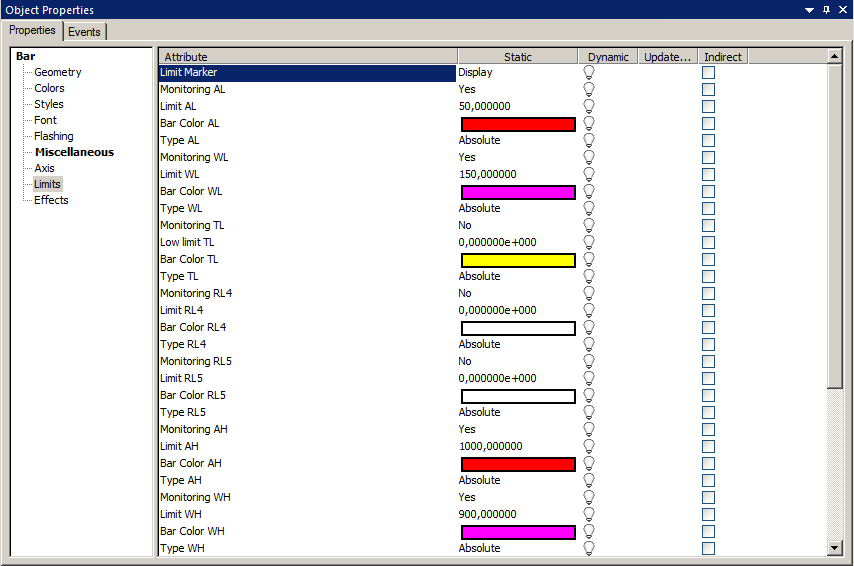 Object Properties
Properties Events
Bar
Geometry
Colors
Styles
Font
Flashing
Miscellaneous
Axis
Limits
Effects
Attribute Static Dynamic Update... Indirect
Limit Marker Display
Monitoring AL Yes
Limit AL 50,000000
Bar Color AL
Type AL Absolute
Monitoring WL Yes
Limit WL 150,000000
Bar Color WL
Type WL Absolute
Monitoring TL No
Low limit TL 0,000000e+000
Bar Color TL
Type TL Absolute
Monitoring RL4 No
Limit RL4 0,000000e+000
Bar Color RL4
Type RL4 Absolute
Monitoring RL5 No
Limit RL5 0,000000e+000
Bar Color RL5
Type RL5 Absolute
Monitoring AH Yes
Limit AH 1000,000000
Bar Color AH
Type AH Absolute
Monitoring WH Yes
Limit WH 900,000000
Bar Color WH
Type WH Absolute